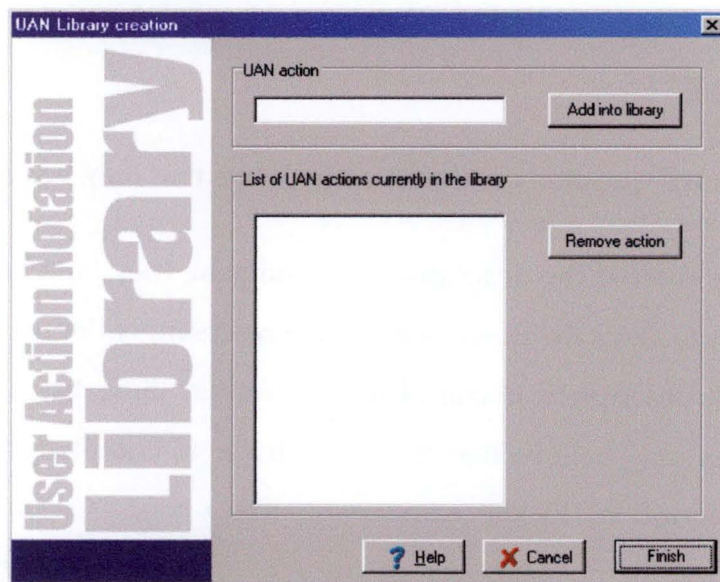 UAN Library creation
User Action Notation
Library
UAN action
Add into library
List of UAN actions currently in the library
Remove action
? Help
Cancel
Finish